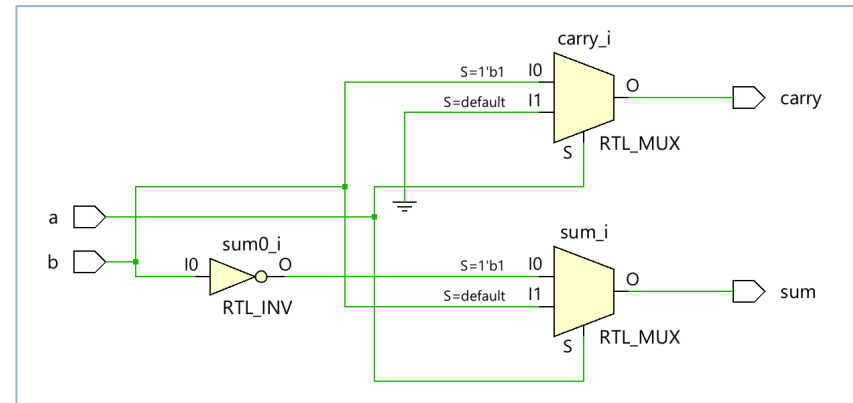 carry_i
S=1'b1 I0
S=default I1
O
S
RTL_MUX
carry
a
b
sum0_i
I0
O
RTL_INV
sum_i
S=1'b1 I0
S=default I1
O
S
RTL_MUX
sum